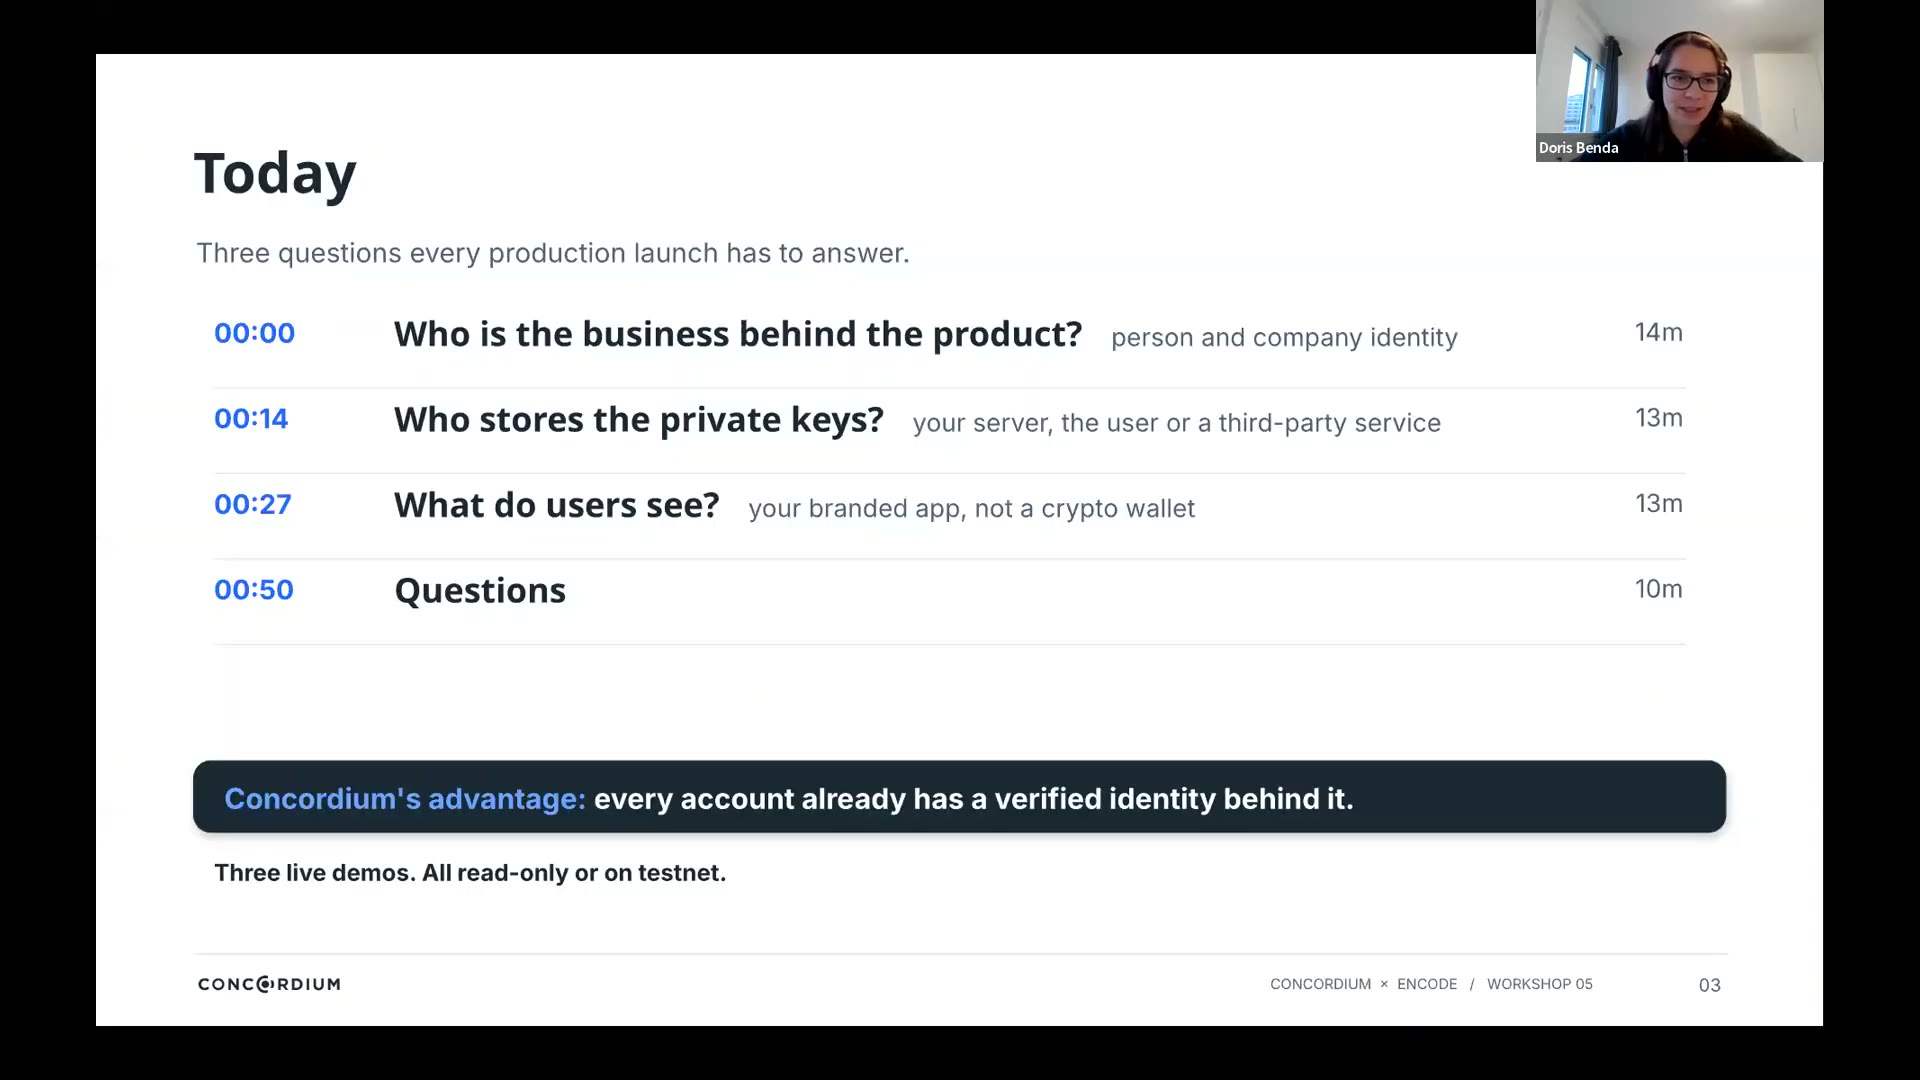 Doris Benda
Today
Three questions every production launch has to answer.
00:00 Who is the business behind the product? person and company identity 14m
00:14 Who stores the private keys? your server, the user or a third-party service 13m
00:27 What do users see? your branded app, not a crypto wallet 13m
00:50 Questions 10m
Concordium's advantage: every account already has a verified identity behind it.
Three live demos. All read-only or on testnet.
CONCORDIUM
CONCORDIUM × ENCODE / WORKSHOP 05 03